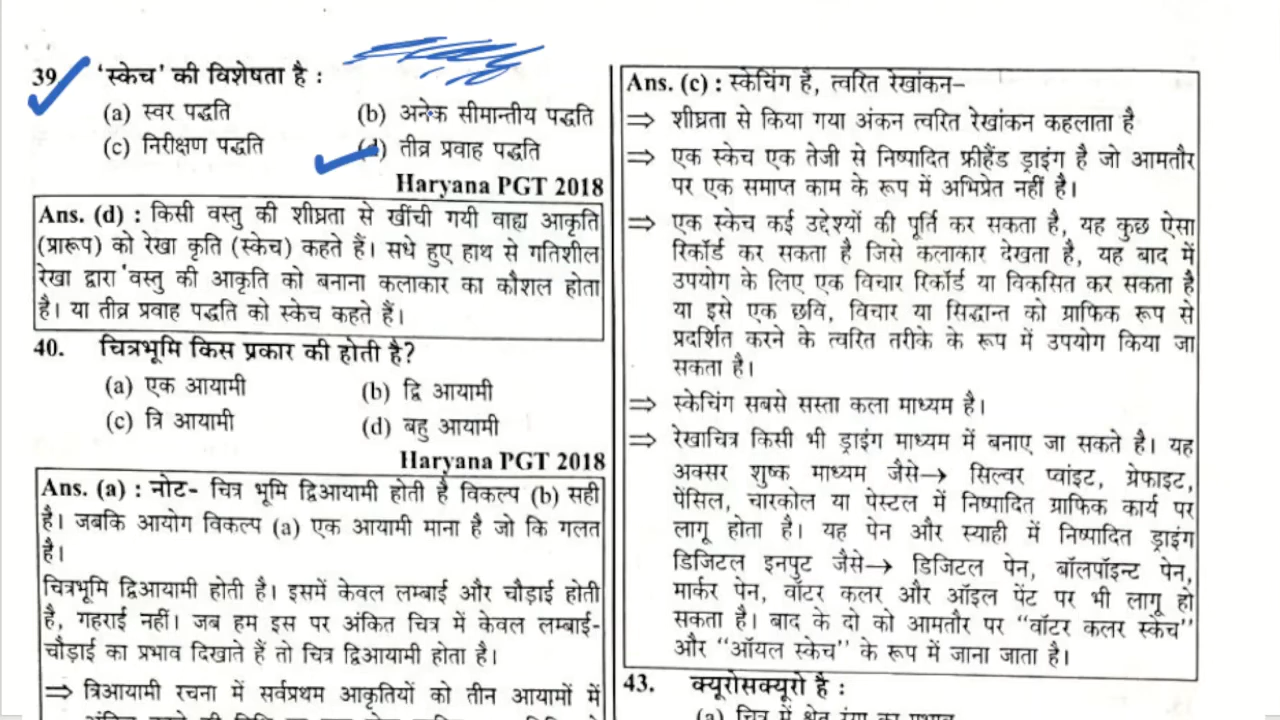 39. 'स्केच' की विशेषता है :
(a) स्वर पद्धति (b) अनेक सीमान्तीय पद्धति
(c) निरीक्षण पद्धति (d) तीव्र प्रवाह पद्धति
Haryana PGT 2018
Ans. (d) : किसी वस्तु की शीघ्रता से खींची गयी वाह्य आकृति
(प्रारूप) को रेखा कृति (स्केच) कहते हैं। सधे हुए हाथ से गतिशील
रेखा द्वारा वस्तु की आकृति को बनाना कलाकार का कौशल होता
है। या तीव्र प्रवाह पद्धति को स्केच कहते हैं।
40. चित्रभूमि किस प्रकार की होती है?
(a) एक आयामी (b) द्वि आयामी
(c) त्रि आयामी (d) बहु आयामी
Haryana PGT 2018
Ans. (a) : नोट- चित्र भूमि द्विआयामी होती है विकल्प (b) सही
है। जबकि आयोग विकल्प (a) एक आयामी माना है जो कि गलत
है।
चित्रभूमि द्विआयामी होती है। इसमें केवल लम्बाई और चौड़ाई होती
है, गहराई नहीं। जब हम इस पर अंकित चित्र में केवल लम्बाई-
चौड़ाई का प्रभाव दिखाते हैं तो चित्र द्विआयामी होता है।
⇒ त्रिआयामी रचना में सर्वप्रथम आकृतियों को तीन आयामों में
Ans. (c) : स्केचिंग है, त्वरित रेखांकन–
⇒ शीघ्रता से किया गया अंकन त्वरित रेखांकन कहलाता है
⇒ एक स्केच एक तेजी से निष्पादित फ्रीहैंड ड्राइंग है जो आमतौर
पर एक समाप्त काम के रूप में अभिप्रेत नहीं है।
⇒ एक स्केच कई उद्देश्यों की पूर्ति कर सकता है, यह कुछ ऐसा
रिकॉर्ड कर सकता है जिसे कलाकार देखता है, यह बाद में
उपयोग के लिए एक विचार रिकॉर्ड या विकसित कर सकता है
या इसे एक छवि, विचार या सिद्धान्त को ग्राफिक रूप से
प्रदर्शित करने के त्वरित तरीके के रूप में उपयोग किया जा
सकता है।
⇒ स्केचिंग सबसे सस्ता कला माध्यम है।
⇒ रेखाचित्र किसी भी ड्राइंग माध्यम में बनाए जा सकते है। यह
अक्सर शुष्क माध्यम जैसे→ सिल्वर प्वांइट, ग्रेफाइट,
पेंसिल, चारकोल या पेस्टल में निष्पादित ग्राफिक कार्य पर
लागू होता है। यह पेन और स्याही में निष्पादित ड्राइंग
डिजिटल इनपुट जैसे→ डिजिटल पेन, बॉलपॉइन्ट पेन,
मार्कर पेन, वॉटर कलर और ऑइल पेंट पर भी लागू हो
सकता है। बाद के दो को आमतौर पर “वॉटर कलर स्केच”
और “ऑयल स्केच” के रूप में जाना जाता है।
43. क्यूरोसक्यूरो है :